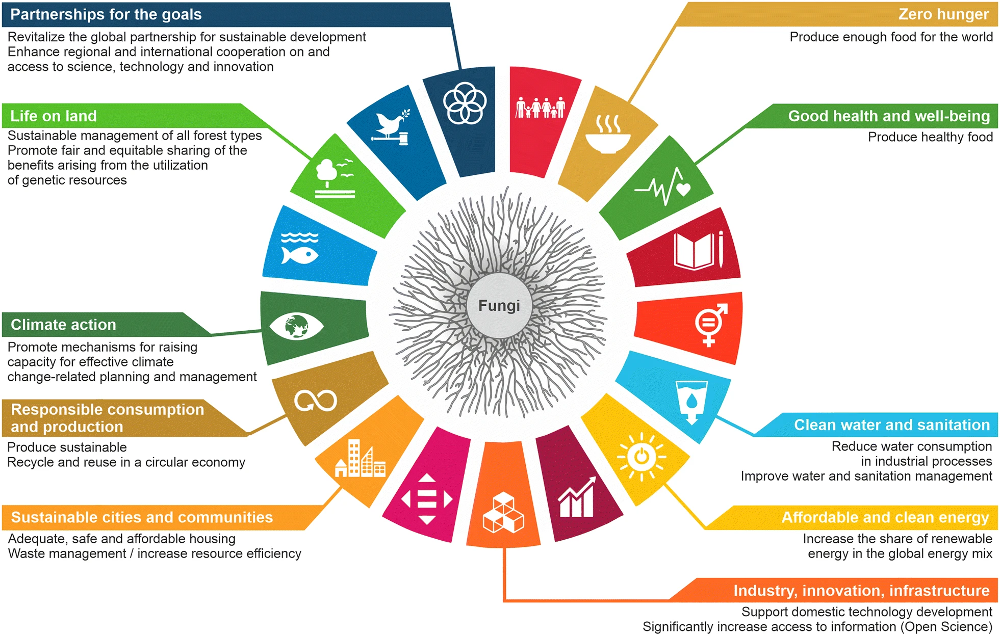 Partnerships for the goals
Revitalize the global partnership for sustainable development
Enhance regional and international cooperation on and
access to science, technology and innovation
Life on land
Sustainable management of all forest types
Promote fair and equitable sharing of the
benefits arising from the utilization
of genetic resources
Climate action
Promote mechanisms for raising
capacity for effective climate
change-related planning and management
Responsible consumption
and production
Produce sustainable
Recycle and reuse in a circular economy
Sustainable cities and communities
Adequate, safe and affordable housing
Waste management / increase resource efficiency
Fungi
Zero hunger
Produce enough food for the world
Good health and well-being
Produce healthy food
Clean water and sanitation
Reduce water consumption
in industrial processes
Improve water and sanitation management
Affordable and clean energy
Increase the share of renewable
energy in the global energy mix
Industry, innovation, infrastructure
Support domestic technology development
Significantly increase access to information (Open Science)